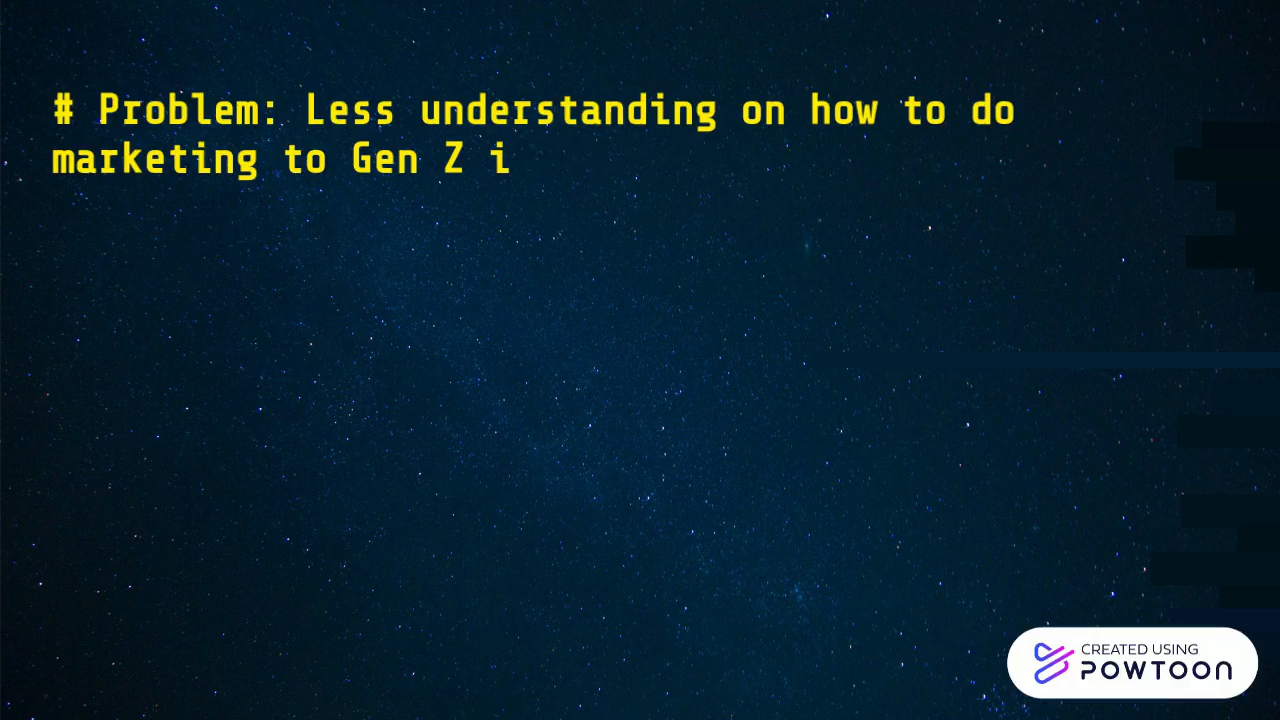 # Problem: Less understanding on how to do
marketing to Gen Z i
CREATED USING
POWTOON